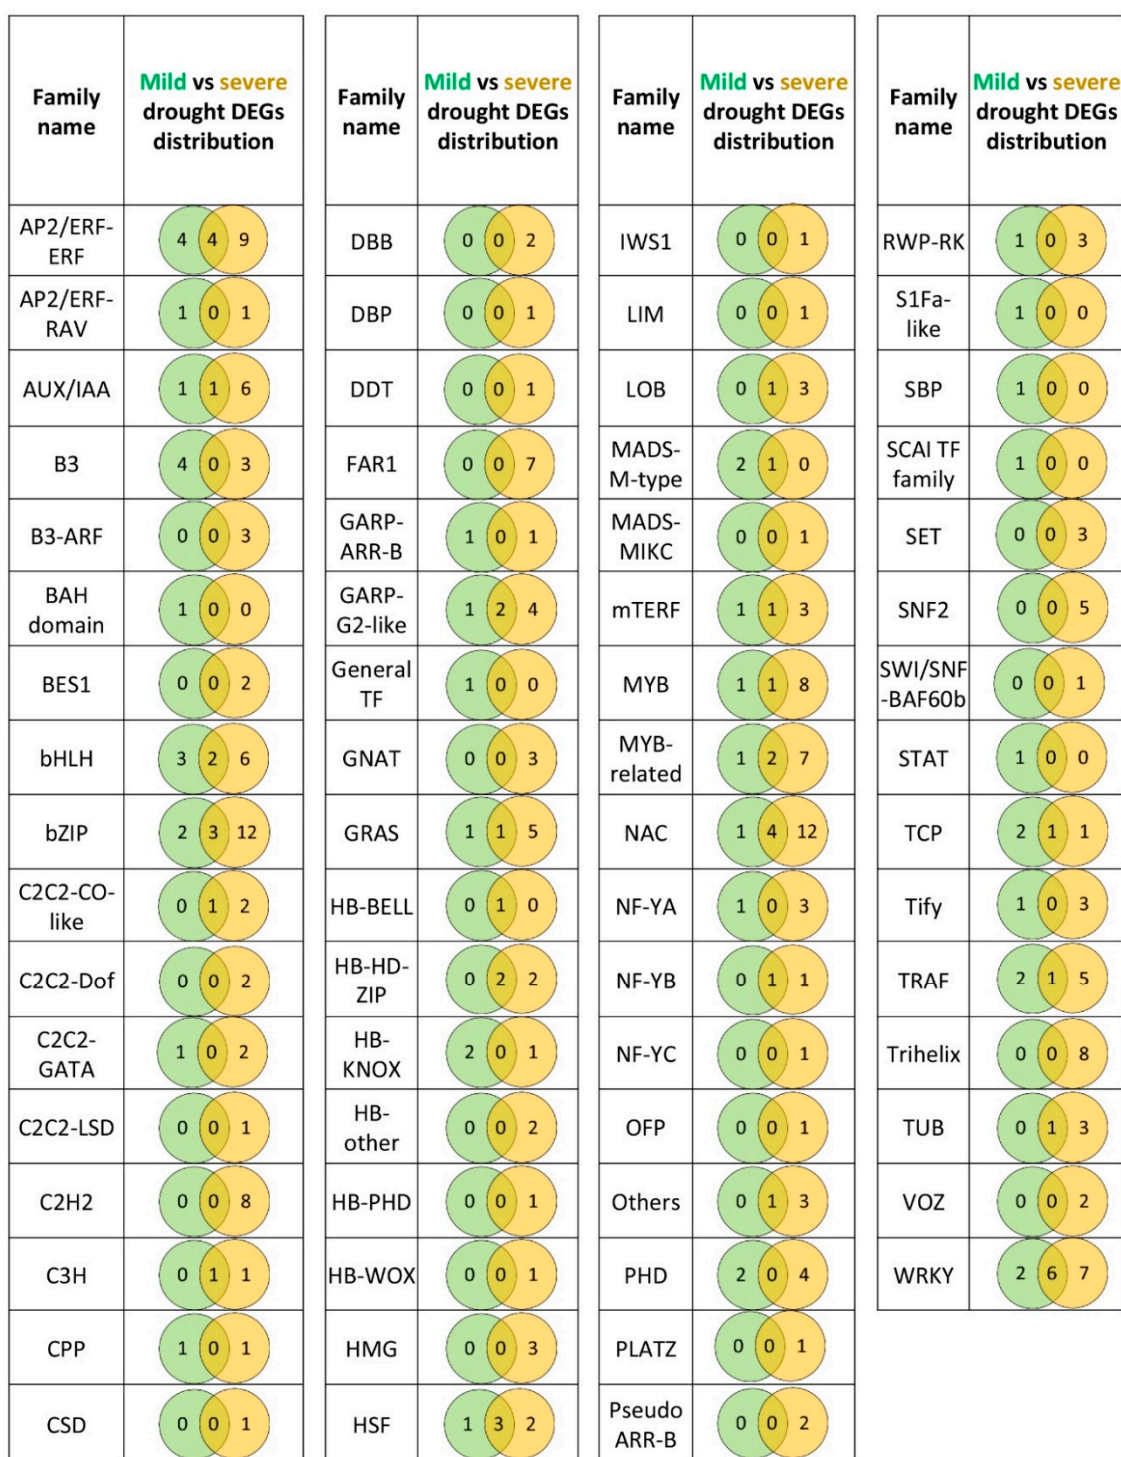 Family
name
Mild vs severe
drought DEGs
distribution
AP2/ERF-
ERF
4 4 9
AP2/ERF-
RAV
1 0 1
AUX/IAA
1 1 6
B3
4 0 3
B3-ARF
0 0 3
BAH
domain
1 0 0
BES1
0 0 2
bHLH
3 2 6
bZIP
2 3 12
C2C2-CO-
like
0 1 2
C2C2-Dof
0 0 2
C2C2-
GATA
1 0 2
C2C2-LSD
0 0 1
C2H2
0 0 8
C3H
0 1 1
CPP
1 0 1
CSD
0 0 1
Family
name
Mild vs severe
drought DEGs
distribution
DBB
0 0 2
DBP
0 0 1
DDT
0 0 1
FAR1
0 0 7
GARP-
ARR-B
1 0 1
GARP-
G2-like
1 2 4
General
TF
1 0 0
GNAT
0 0 3
GRAS
1 1 5
HB-BELL
0 1 0
HB-HD-
ZIP
0 2 2
HB-
KNOX
2 0 1
HB-
other
0 0 2
HB-PHD
0 0 1
HB-WOX
0 0 1
HMG
0 0 3
HSF
1 3 2
Family
name
Mild vs severe
drought DEGs
distribution
IWS1
0 0 1
LIM
0 0 1
LOB
0 1 3
MADS-
M-type
2 1 0
MADS-
MIKC
0 0 1
mTERF
1 1 3
MYB
1 1 8
MYB-
related
1 2 7
NAC
1 4 12
NF-YA
1 0 3
NF-YB
0 1 1
NF-YC
0 0 1
OFP
0 0 1
Others
0 1 3
PHD
2 0 4
PLATZ
0 0 1
Pseudo
ARR-B
0 0 2
Family
name
Mild vs severe
drought DEGs
distribution
RWP-RK
1 0 3
S1Fa-
like
1 0 0
SBP
1 0 0
SCAI TF
family
1 0 0
SET
0 0 3
SNF2
0 0 5
SWI/SNF
-BAF60b
0 0 1
STAT
1 0 0
TCP
2 1 1
Tify
1 0 3
TRAF
2 1 5
Trihelix
0 0 8
TUB
0 1 3
VOZ
0 0 2
WRKY
2 6 7